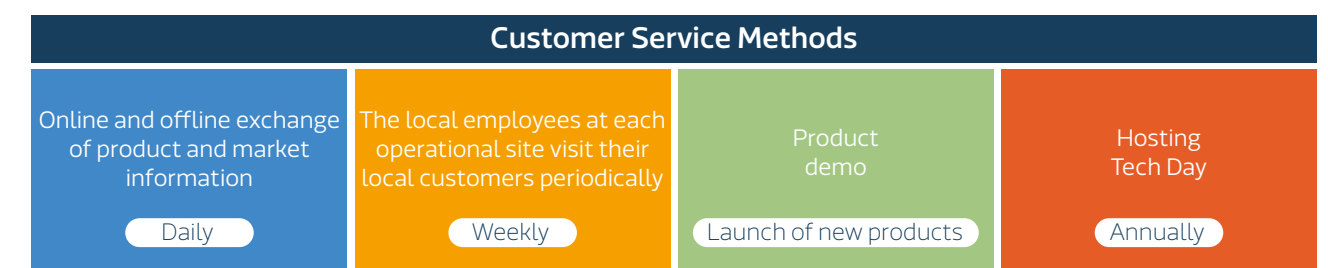 Customer Service Methods
Online and offline exchange
of product and market
information
Daily
The local employees at each
operational site visit their
local customers periodically
Weekly
Product
demo
Launch of new products
Hosting
Tech Day
Annually